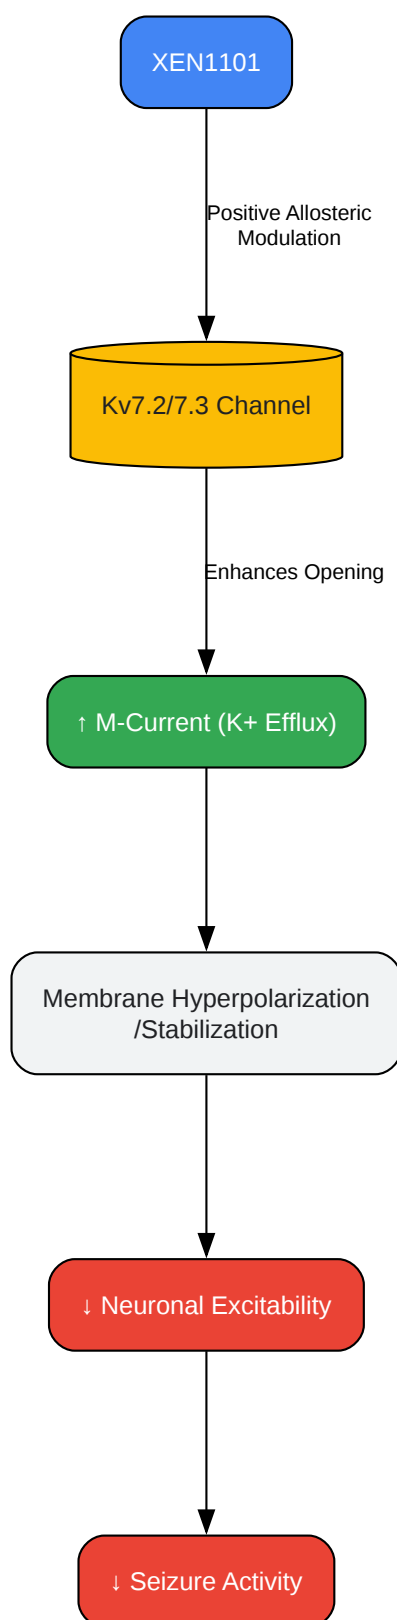 XEN1101
Positive Allosteric
Modulation
Kv7.2/7.3 Channel
Enhances Opening
↑ M-Current (K+ Efflux)
Membrane Hyperpolarization
/Stabilization
↓ Neuronal Excitability
↓ Seizure Activity